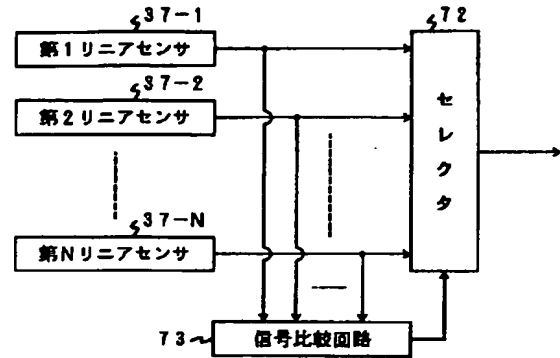 37-1
第1リニアセンサ
37-2
第2リニアセンサ
37-N
第Nリニアセンサ
72
セレクタ
73
信号比較回路